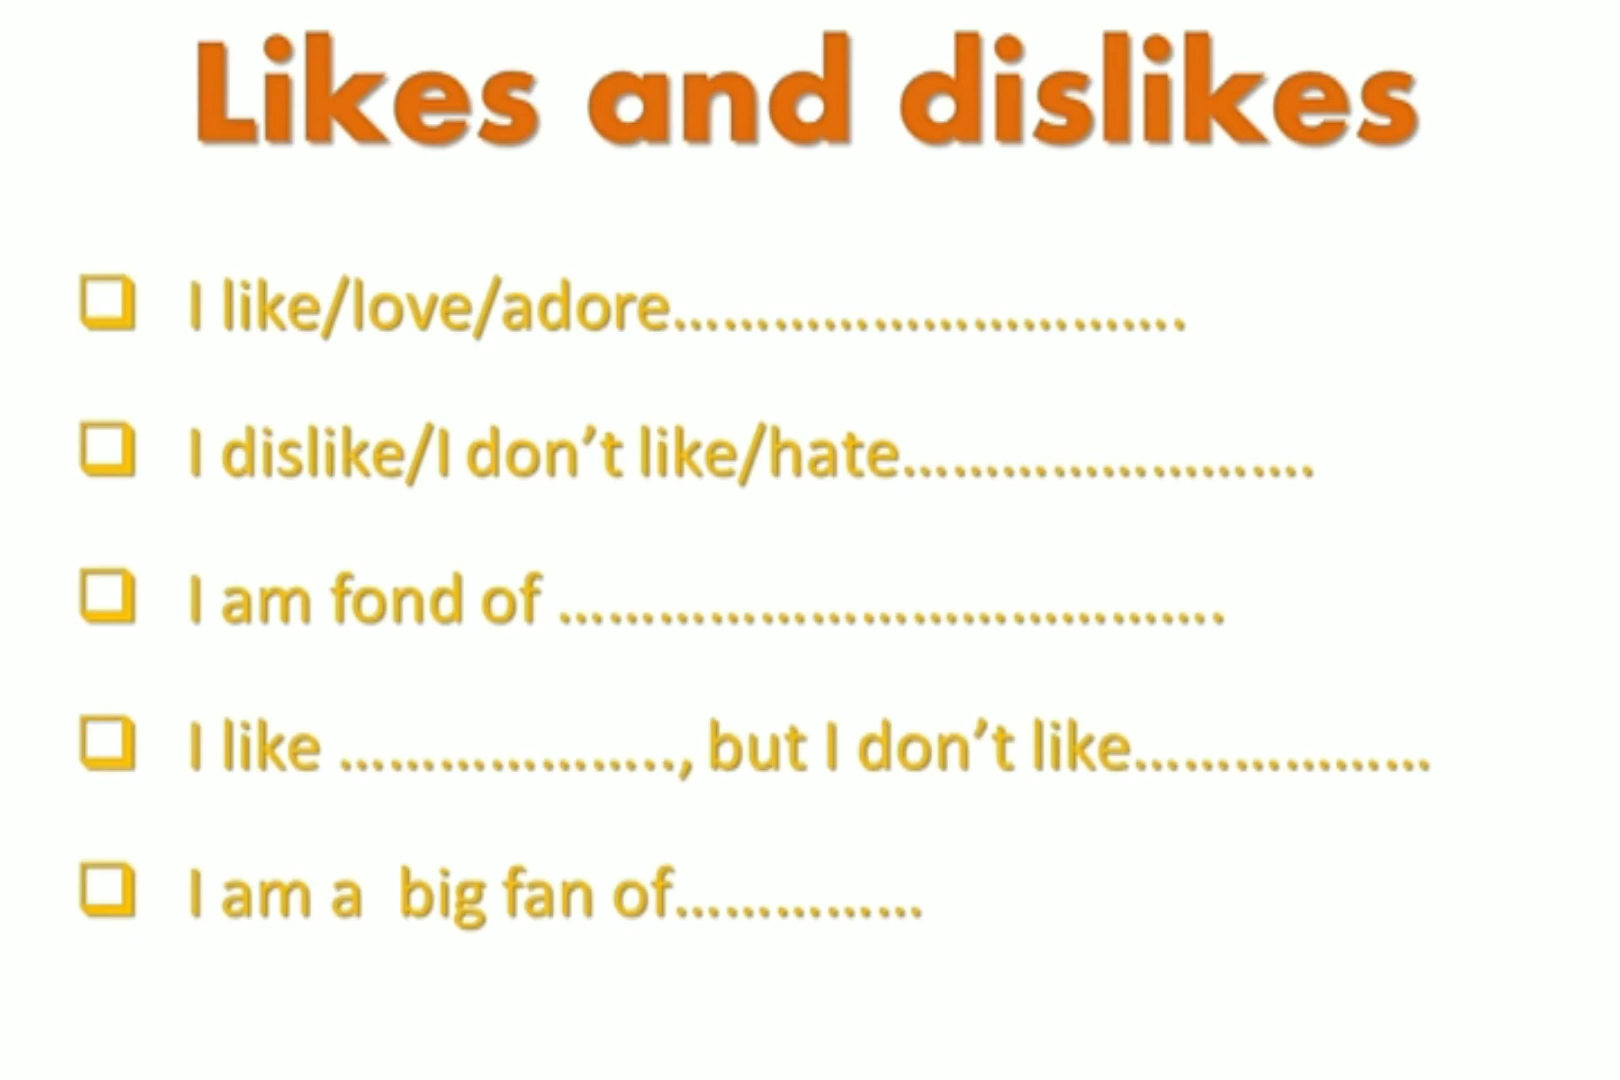 Likes and dislikes
❑ I like/love/adore…………………………….
❑ I dislike/I don’t like/hate…………………….
❑ I am fond of ………………………………….
❑ I like ……………….., but I don’t like………………
❑ I am a  big fan of……………